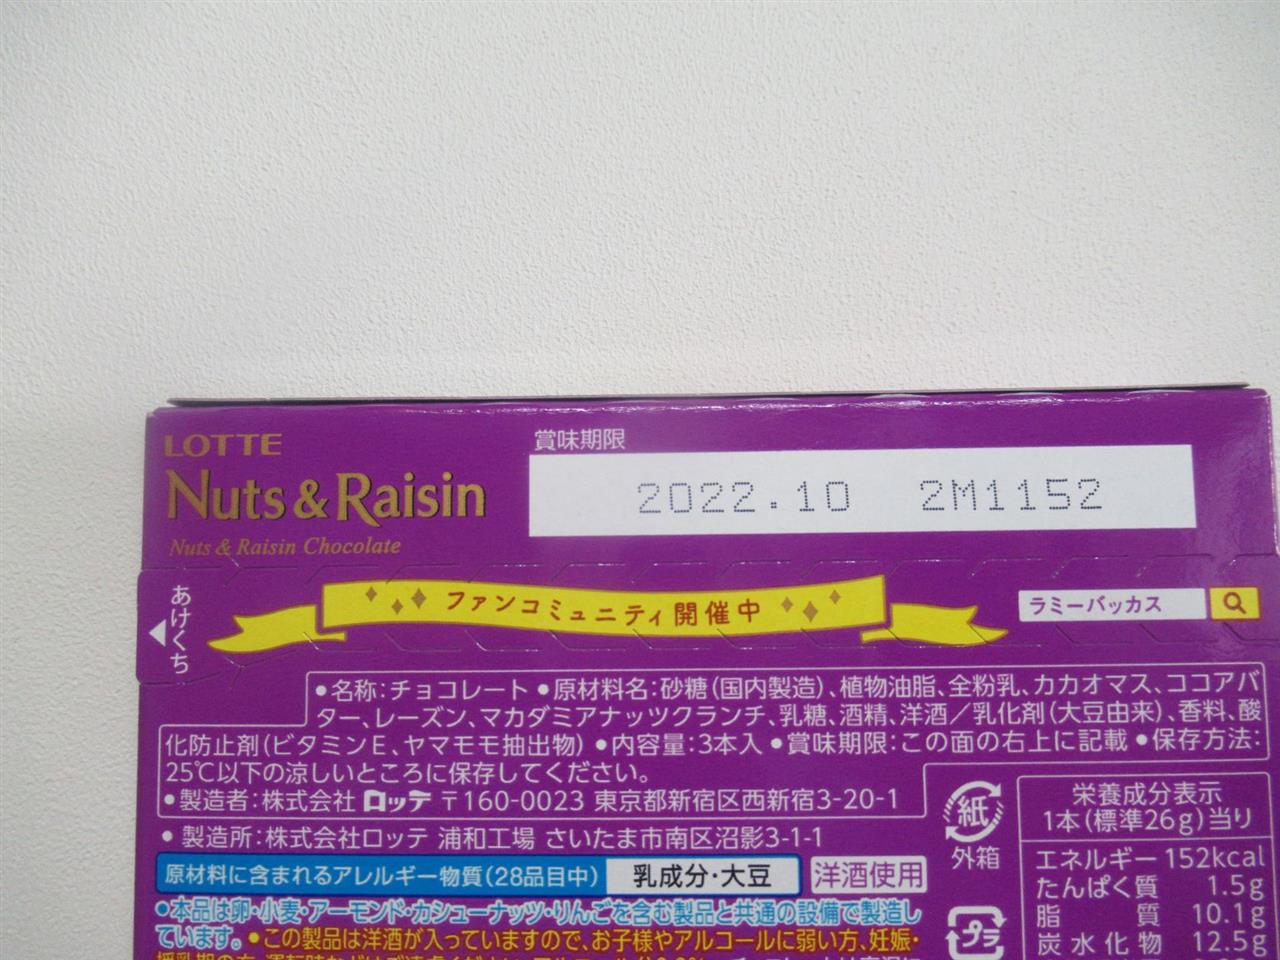 LOTTE
Nuts & Raisin
Nuts & Raisin Chocolate
賞味期限
2022.10 2M1152
あけくち
ファンコミュニティ開催中
ラミーバッカス
●名称:チョコレート ●原材料名:砂糖(国内製造)、植物油脂、全粉乳、カカオマス、ココアバ
ター、レーズン、マカダミアナッツクランチ、乳糖、酒精、洋酒/乳化剤(大豆由来)、香料、酸
化防止剤(ビタミンE、ヤマモモ抽出物) ●内容量:3本入 ●賞味期限:この面の右上に記載 ●保存方法:
25℃以下の涼しいところに保存してください。
●製造者:株式会社 ロッテ 〒160-0023 東京都新宿区西新宿3-20-1
●製造所:株式会社ロッテ 浦和工場 さいたま市南区沼影3-1-1
原材料に含まれるアレルギー物質(28品目中) 乳成分・大豆 洋酒使用
●本品は卵・小麦・アーモンド・カシューナッツ・りんごを含む製品と共通の設備で製造し
ています。●この製品は洋酒が入っていますので、お子様やアルコールに弱い方、妊娠・
紙
外箱
プラ
栄養成分表示
1本(標準26g)当り
エネルギー 152kcal
たんぱく質 1.5g
脂質 10.1g
炭水化物 12.5g